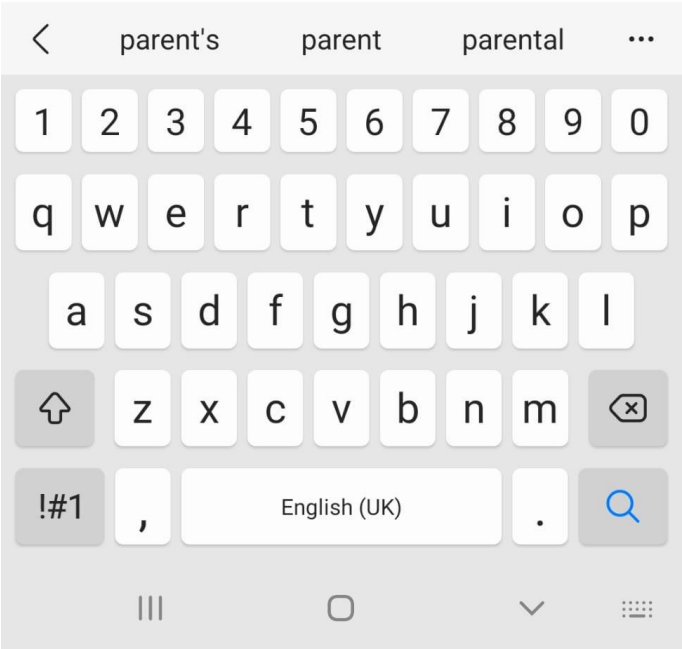 parent's parent parental
1 2 3 4 5 6 7 8 9 0
q w e r t y u i o p
a s d f g h j k l
z x c v b n m
!#1 , English (UK) .